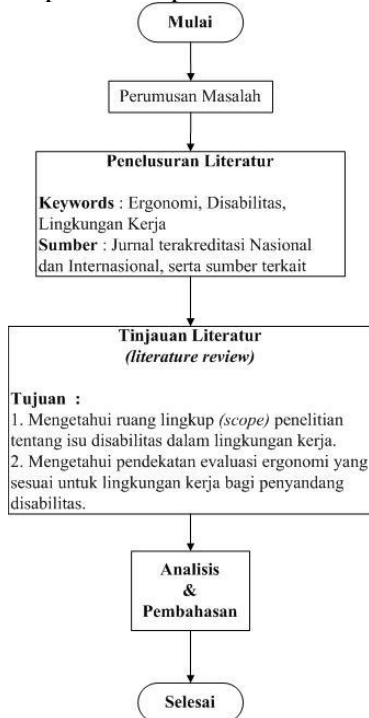 Mulai
Perumusan Masalah
Penelusuran Literatur
Keywords : Ergonomi, Disabilitas,
Lingkungan Kerja
Sumber : Jurnal terakreditasi Nasional
dan Internasional, serta sumber terkait
Tinjauan Literatur
(literature review)
Tujuan :
1. Mengetahui ruang lingkup (scope) penelitian
tentang isu disabilitas dalam lingkungan kerja.
2. Mengetahui pendekatan evaluasi ergonomi yang
sesuai untuk lingkungan kerja bagi penyandang
disabilitas.
Analisis
&
Pembahasan
Selesai